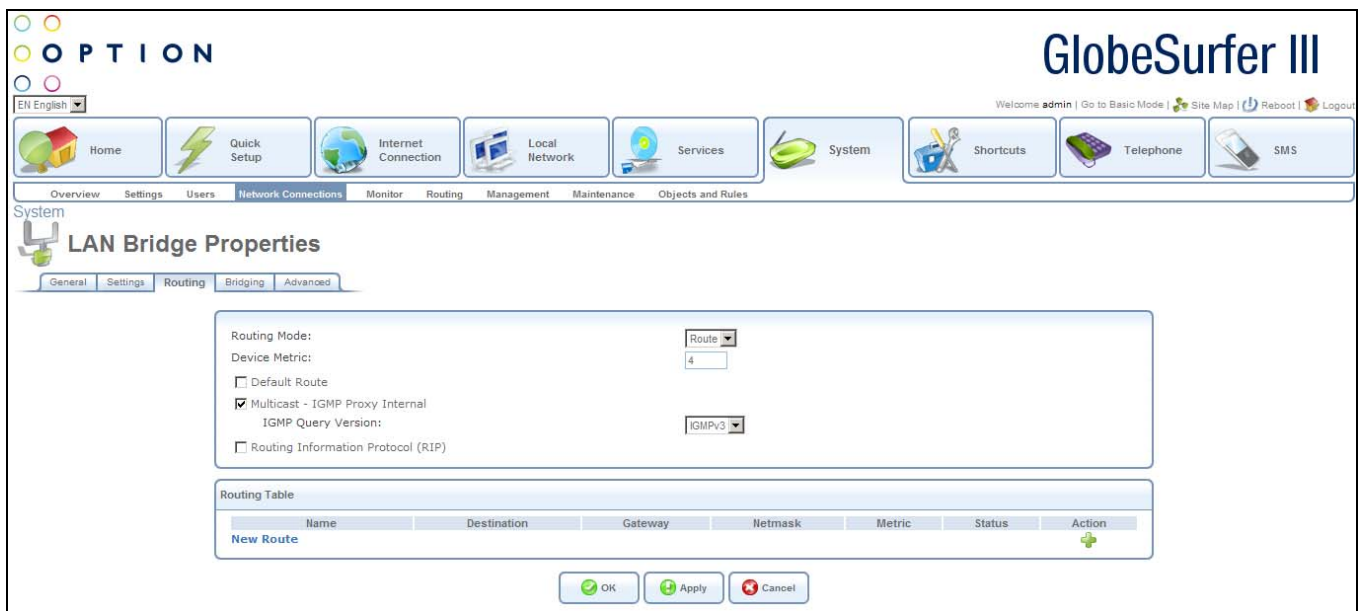 OPTION
GlobeSurfer III
EN English
Welcome admin | Go to Basic Mode | Site Map | Reboot | Logout
Home
Quick Setup
Internet Connection
Local Network
Services
System
Shortcuts
Telephone
SMS
Overview Settings Users Network Connections Monitor Routing Management Maintenance Objects and Rules
System
LAN Bridge Properties
General Settings Routing Bridging Advanced
Routing Mode: Route
Device Metric: 4
Default Route
Multicast - IGMP Proxy Internal
IGMP Query Version: IGMPv3
Routing Information Protocol (RIP)
Routing Table
Name Destination Gateway Netmask Metric Status Action
New Route
OK Apply Cancel